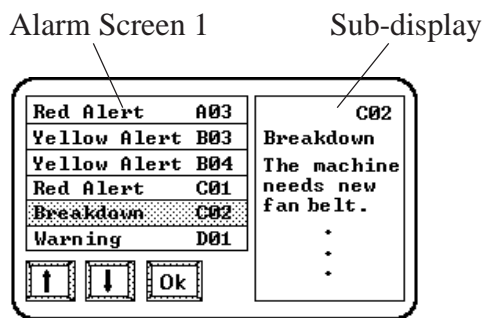 Alarm Screen 1
Sub-display
Red Alert A03
Yellow Alert B03
Yellow Alert B04
Red Alert C01
Breakdown C02
Warning D01
↑ ↓ Ok
C02
Breakdown
The machine
needs new
fan belt.
.
.
.